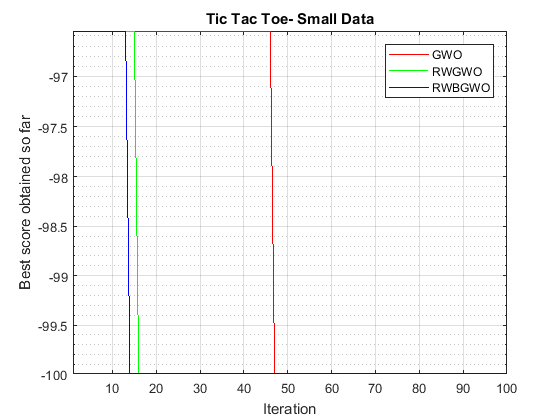 Tic Tac Toe- Small Data
GWO
RWGWO
RWBGWO
Best score obtained so far
-97
-97.5
-98
-98.5
-99
-99.5
-100
10 20 30 40 50 60 70 80 90 100
Iteration